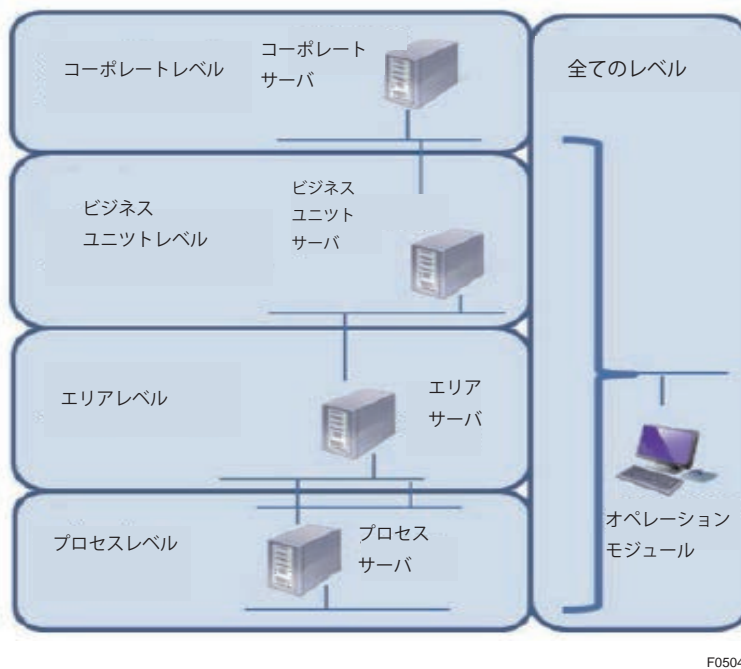 コーポレートレベル
コーポレート
サーバ
全てのレベル
ビジネス
ユニツトレベル
ビジネス
ユニツト
サーバ
エリアレベル
エリア
サーバ
プロセスレベル
プロセス
サーバ
オペレーション
モジュール
F0504